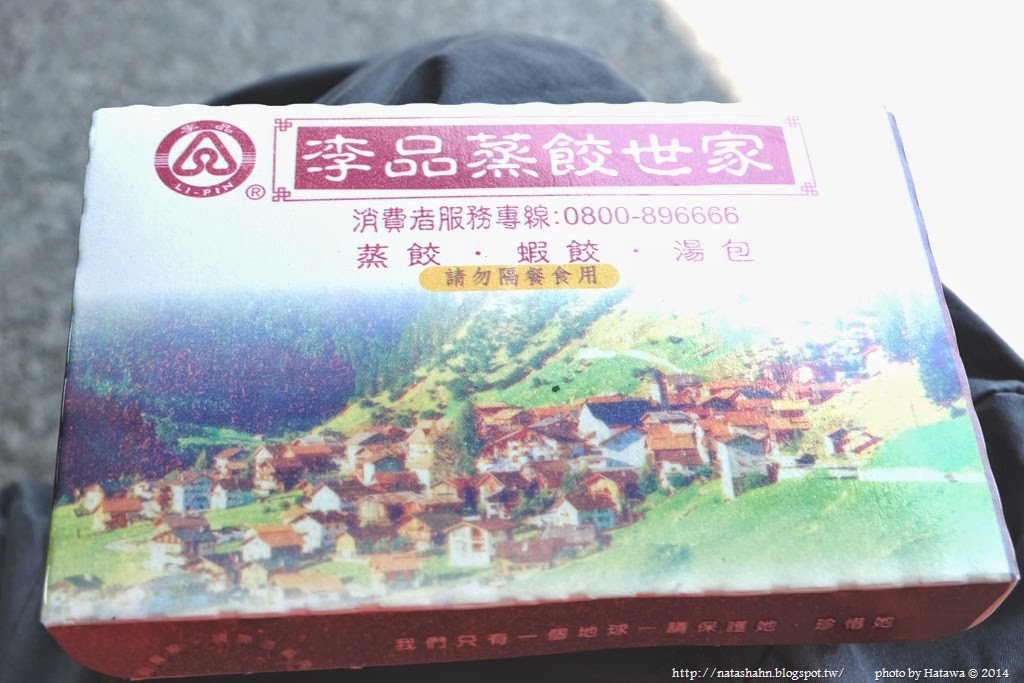 李品
LI-PIN
®
李品蒸餃世家
消費者服務專線:0800-896666
蒸餃・蝦餃・湯包
請勿隔餐食用
我們只有一個地球－請保護她・珍惜她
http://natashahn.blogspot.tw/ photo by Hatawa © 2014